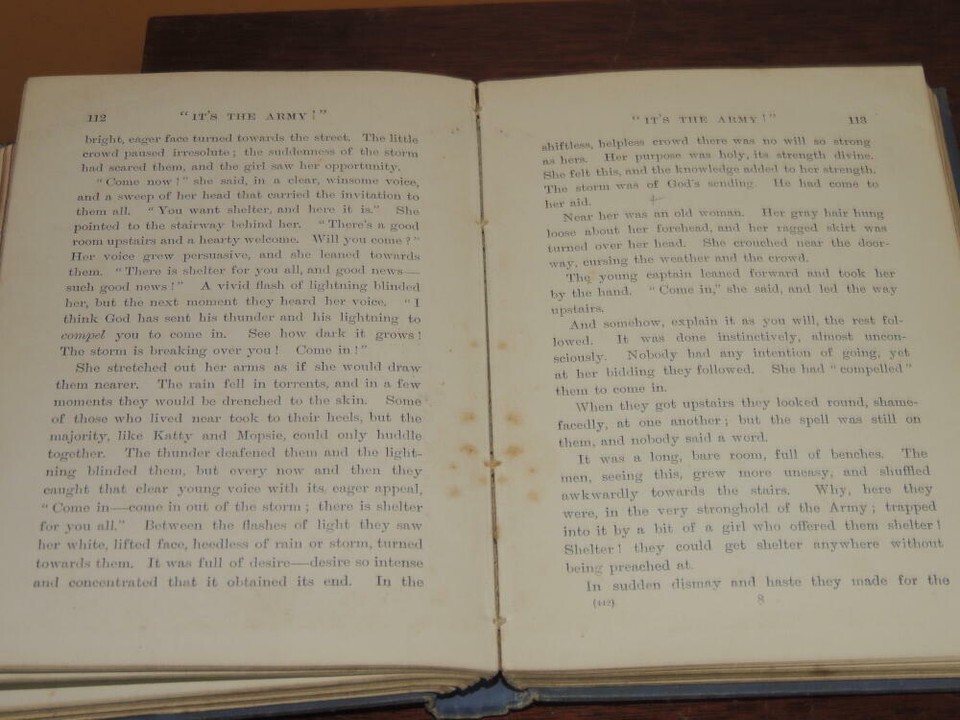 112 "IT'S THE ARMY!"
bright, eager face turned towards the street. The little
crowd paused irresolute; the suddenness of the storm
had scared them, and the girl saw her opportunity.
"Come now!" she said, in a clear, winsome voice,
and a sweep of her head that carried the invitation to
them all. "You want shelter, and here it is." She
pointed to the stairway behind her. "There's a good
room upstairs and a hearty welcome. Will you come?"
Her voice grew persuasive, and she leaned towards
them. "There is shelter for you all, and good news—
such good news!" A vivid flash of lightning blinded
her, but the next moment they heard her voice. "I
think God has sent his thunder and his lightning to
compel you to come in. See how dark it grows!
The storm is breaking over you! Come in!"
She stretched out her arms as if she would draw
them nearer. The rain fell in torrents, and in a few
moments they would be drenched to the skin. Some
of those who lived near took to their heels, but the
majority, like Katty and Mopsie, could only huddle
together. The thunder deafened them and the light-
ning blinded them, but every now and then they
caught that clear young voice with its eager appeal,
"Come in—come in out of the storm; there is shelter
for you all." Between the flashes of light they saw
her white, lifted face, heedless of rain or storm, turned
towards them. It was full of desire—desire so intense
and concentrated that it obtained its end. In the
"IT'S THE ARMY!" 113
shiftless, helpless crowd there was no will so strong
as hers. Her purpose was holy, its strength divine.
She felt this, and the knowledge added to her strength.
The storm was of God's sending. He had come to
her aid.
Near her was an old woman. Her gray hair hung
loose about her forehead, and her ragged skirt was
turned over her head. She crouched near the door-
way, cursing the weather and the crowd.
The young captain leaned forward and took her
by the hand. "Come in," she said, and led the way
upstairs.
And somehow, explain it as you will, the rest fol-
lowed. It was done instinctively, almost uncon-
sciously. Nobody had any intention of going, yet
at her bidding they followed. She had "compelled"
them to come in.
When they got upstairs they looked round, shame-
facedly, at one another; but the spell was still on
them, and nobody said a word.
It was a long, bare room, full of benches. The
men, seeing this, grew more uneasy, and shuffled
awkwardly towards the stairs. Why, here they
were, in the very stronghold of the Army; trapped
into it by a bit of a girl who offered them shelter!
Shelter! they could get shelter anywhere without
being preached at.
In sudden dismay and haste they made for the
(442) 8